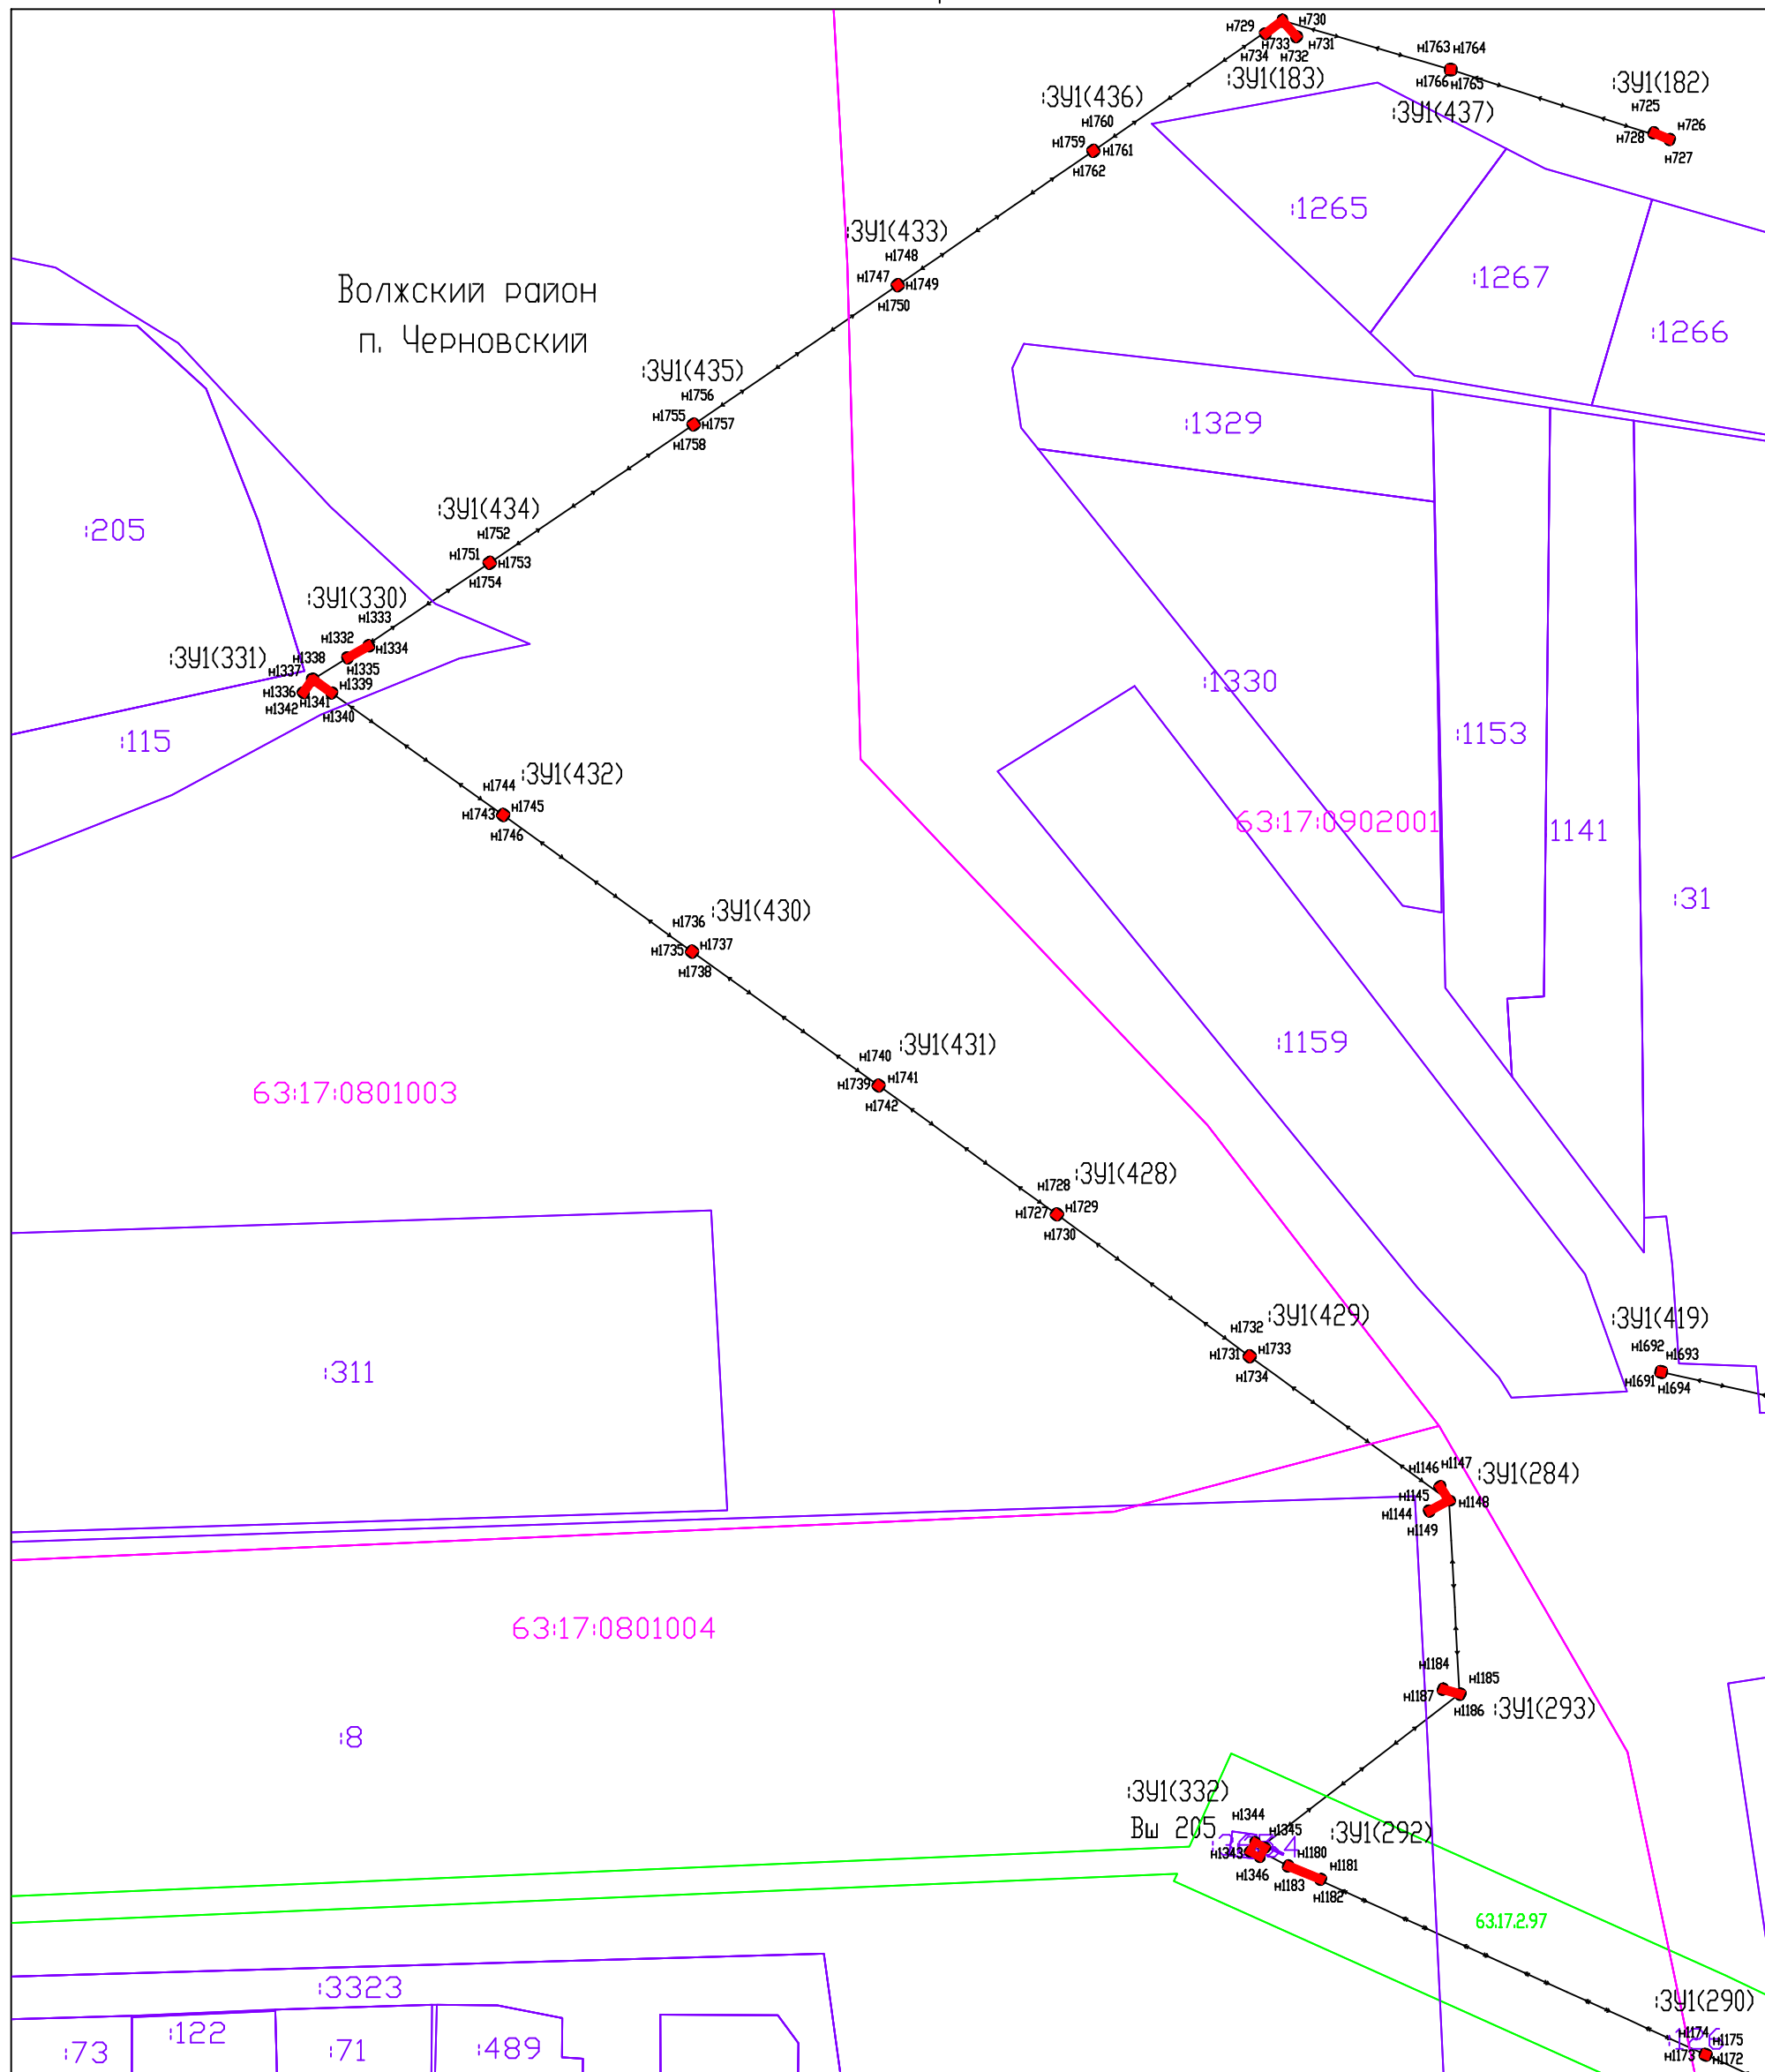 н729
н730
н733
н731
н734
н732
:ЗУ1(183)
н1763 н1764
н1766 н1765
:ЗУ1(437)
:ЗУ1(182)
н725
н726
н728
н727
:ЗУ1(436)
н1760
н1759
н1761
н1762
:1265
:1267
:1266
:ЗУ1(433)
н1748
н1747
н1749
н1750
Волжский район
п. Черновский
:ЗУ1(435)
н1756
н1755
н1757
н1758
:1329
:205
:ЗУ1(434)
н1752
н1751
н1753
н1754
:ЗУ1(330)
н1333
н1332
н1334
н1335
:ЗУ1(331)
н1338
н1337
н1336
н1339
н1341
н1342
н1340
:115
:1330
:1153
63:17:0902001
1141
:31
:ЗУ1(432)
н1744
н1745
н1743
н1746
:ЗУ1(430)
н1736
н1737
н1735
н1738
:ЗУ1(431)
н1740
н1741
н1739
н1742
:1159
63:17:0801003
:ЗУ1(428)
н1728
н1729
н1727
н1730
:ЗУ1(429)
н1732
н1733
н1731
н1734
:ЗУ1(419)
н1692
н1693
н1691
н1694
:311
:ЗУ1(284)
н1147
н1146
н1145
н1148
н1144
н1149
63:17:0801004
н1184
н1185
н1187
н1186
:ЗУ1(293)
:8
:ЗУ1(332)
Вш 205
н1344
н1345
н1343
н1346
:ЗУ1(292)
н1180
н1181
н1183
н1182
63.17.2.97
:3323
:ЗУ1(290)
н1174
н1175
н1173
н1172
:73
:122
:71
:489